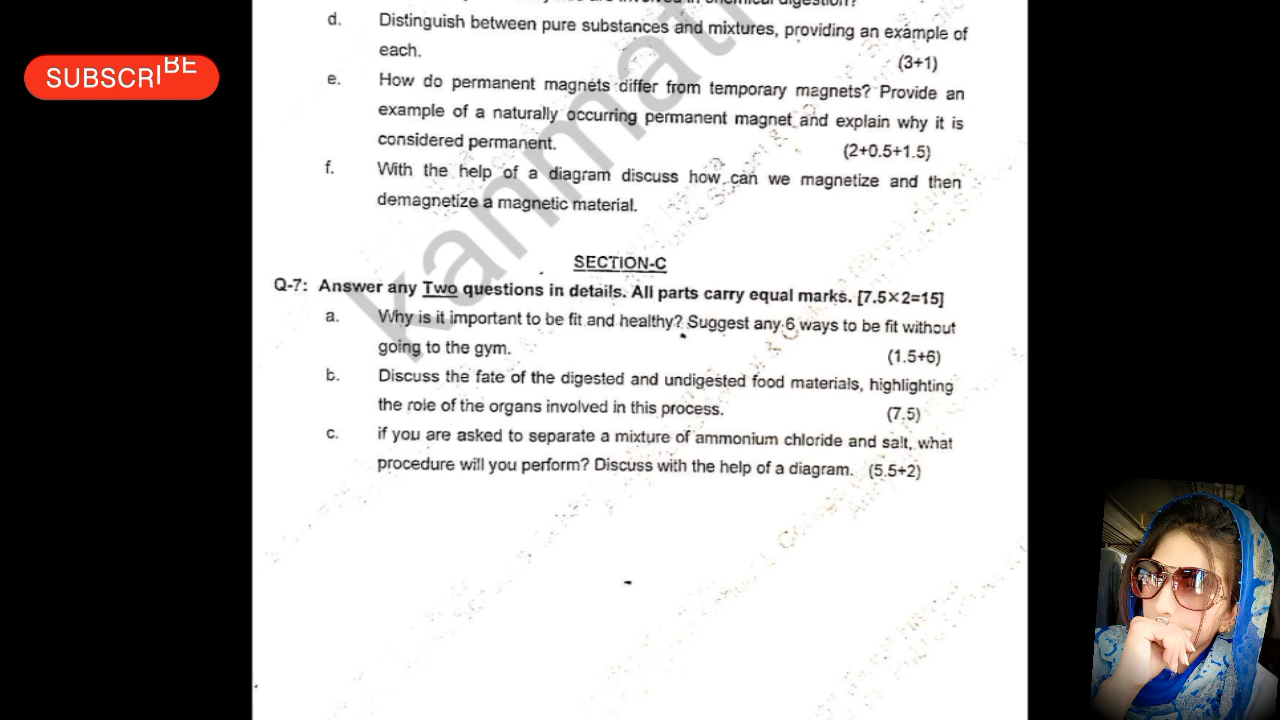 digestion?
d. Distinguish between pure substances and mixtures, providing an example of
each. (3+1)
SUBSCRIBE
e. How do permanent magnets differ from temporary magnets? Provide an
example of a naturally occurring permanent magnet and explain why it is
considered permanent. (2+0.5+1.5)
f. With the help of a diagram discuss how can we magnetize and then
demagnetize a magnetic material.
SECTION-C
Q-7: Answer any Two questions in details. All parts carry equal marks. [7.5×2=15]
a. Why is it important to be fit and healthy? Suggest any 6 ways to be fit without
going to the gym. (1.5+6)
b. Discuss the fate of the digested and undigested food materials, highlighting
the role of the organs involved in this process. (7.5)
c. if you are asked to separate a mixture of ammonium chloride and salt, what
procedure will you perform? Discuss with the help of a diagram. (5.5+2)